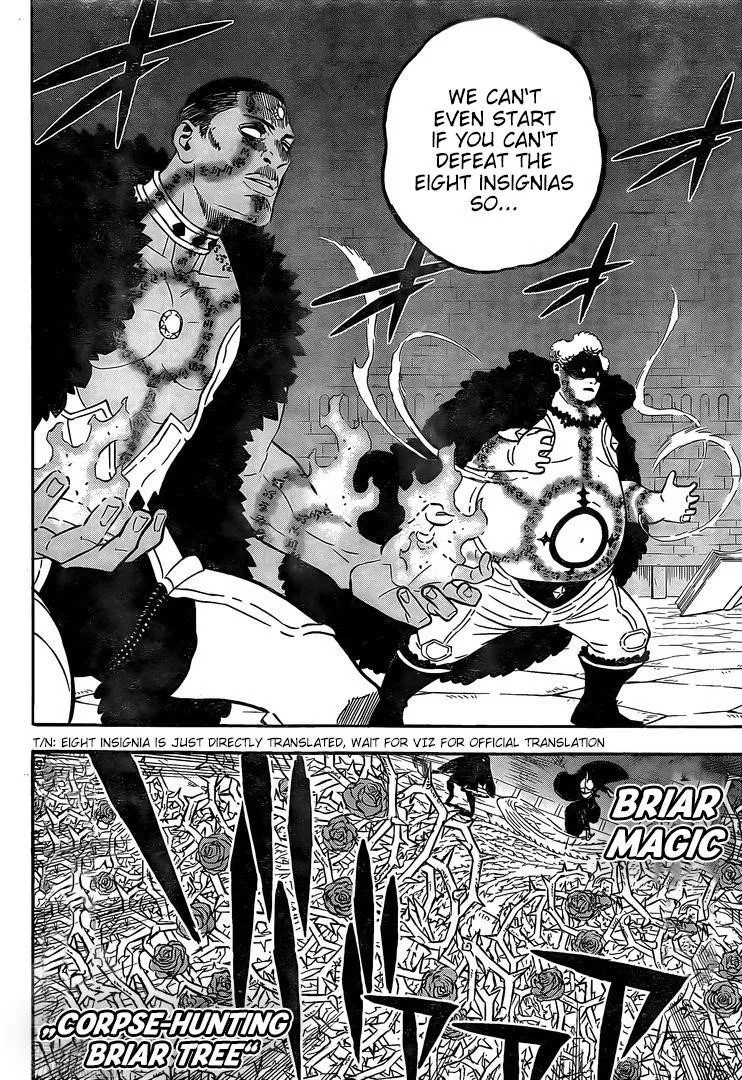 WE CAN'T
EVEN START
IF YOU CAN'T
DEFEAT THE
EIGHT INSIGNIAS
SO...
T/N: EIGHT INSIGNIA IS JUST DIRECTLY TRANSLATED, WAIT FOR VIZ FOR OFFICIAL TRANSLATION
BRIAR
MAGIC
„CORPSE-HUNTING
BRIAR TREE“